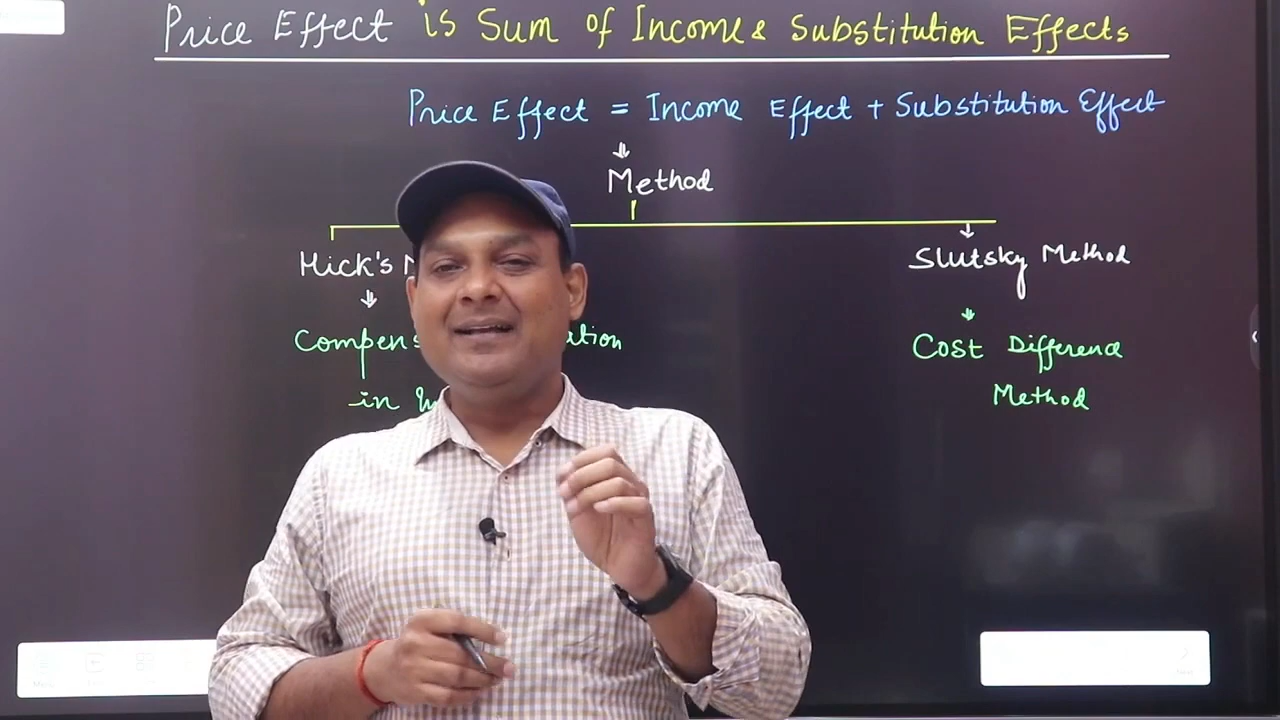 Price Effect is Sum of Income & Substitution Effects
Price Effect = Income Effect + Substitution Effect
Method
Hick's Slutsky Method
Cost Difference
in
Method